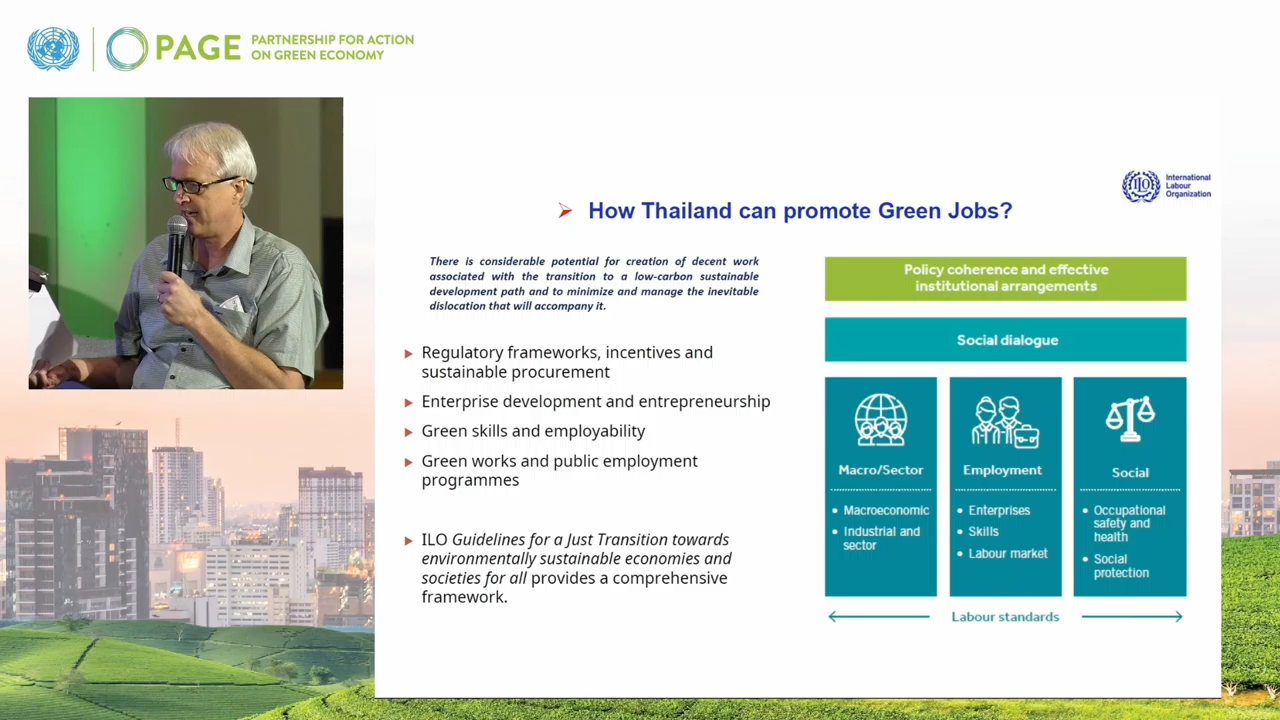 PAGE
PARTNERSHIP FOR ACTION
ON GREEN ECONOMY
International
Labour
Organization
How Thailand can promote Green Jobs?
There is considerable potential for creation of decent work
associated with the transition to a low-carbon sustainable
development path and to minimize and manage the inevitable
dislocation that will accompany it.
Regulatory frameworks, incentives and
sustainable procurement
Enterprise development and entrepreneurship
Green skills and employability
Green works and public employment
programmes
ILO Guidelines for a Just Transition towards
environmentally sustainable economies and
societies for all provides a comprehensive
framework.
Policy coherence and effective
institutional arrangements
Social dialogue
Macro/Sector
• Macroeconomic
• Industrial and
sector
Employment
• Enterprises
• Skills
• Labour market
Social
• Occupational
safety and
health
• Social
protection
Labour standards